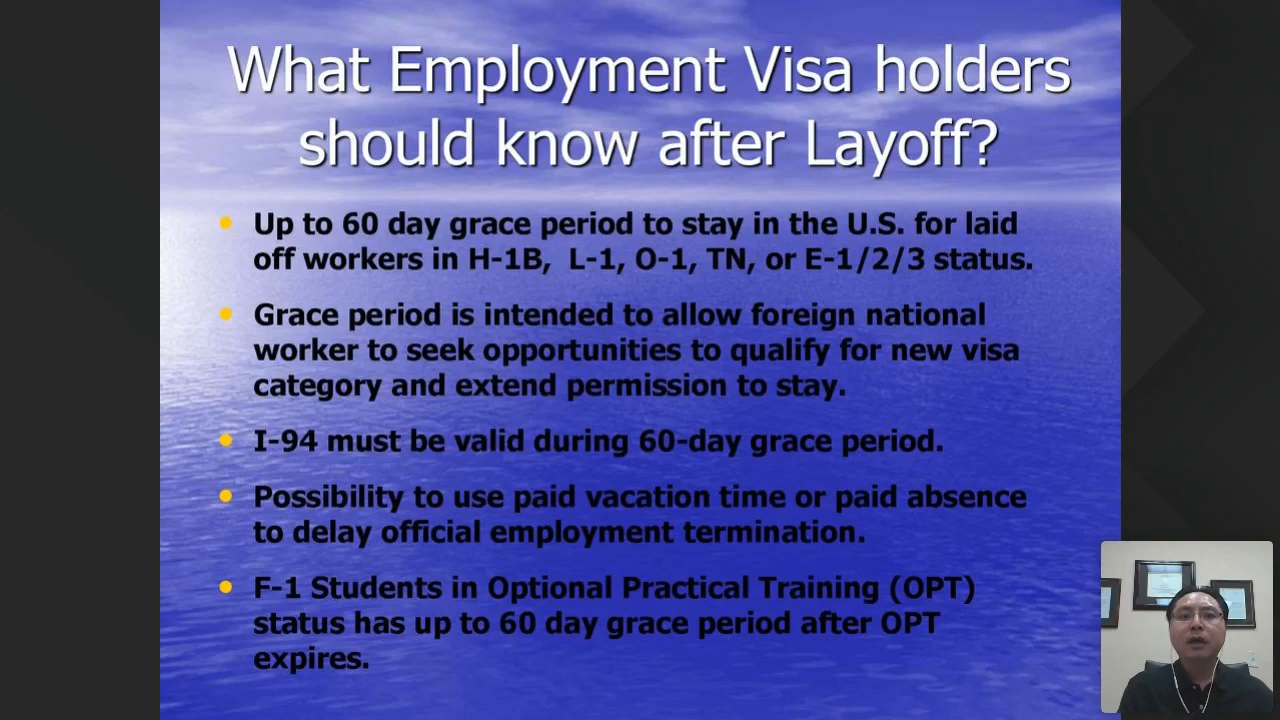 What Employment Visa holders
should know after Layoff?
Up to 60 day grace period to stay in the U.S. for laid
off workers in H-1B,  L-1, O-1, TN, or E-1/2/3 status.
Grace period is intended to allow foreign national
worker to seek opportunities to qualify for new visa
category and extend permission to stay.
I-94 must be valid during 60-day grace period.
Possibility to use paid vacation time or paid absence
to delay official employment termination.
F-1 Students in Optional Practical Training (OPT)
status has up to 60 day grace period after OPT
expires.